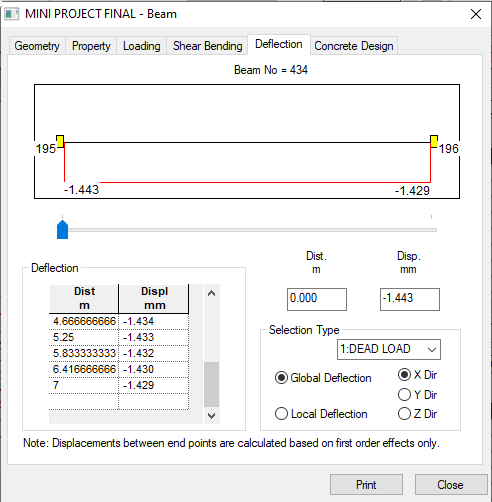 MINI PROJECT FINAL - Beam
Geometry Property Loading Shear Bending Deflection Concrete Design
Beam No = 434
195 196
-1.443 -1.429
Dist. Disp.
m mm
0.000 -1.443
Deflection
Dist Displ
m mm
4.666666666 -1.434
5.25 -1.433
5.833333333 -1.432
6.416666666 -1.430
7 -1.429
Selection Type
1:DEAD LOAD
Global Deflection
Local Deflection
X Dir
Y Dir
Z Dir
Note: Displacements between end points are calculated based on first order effects only.
Print Close